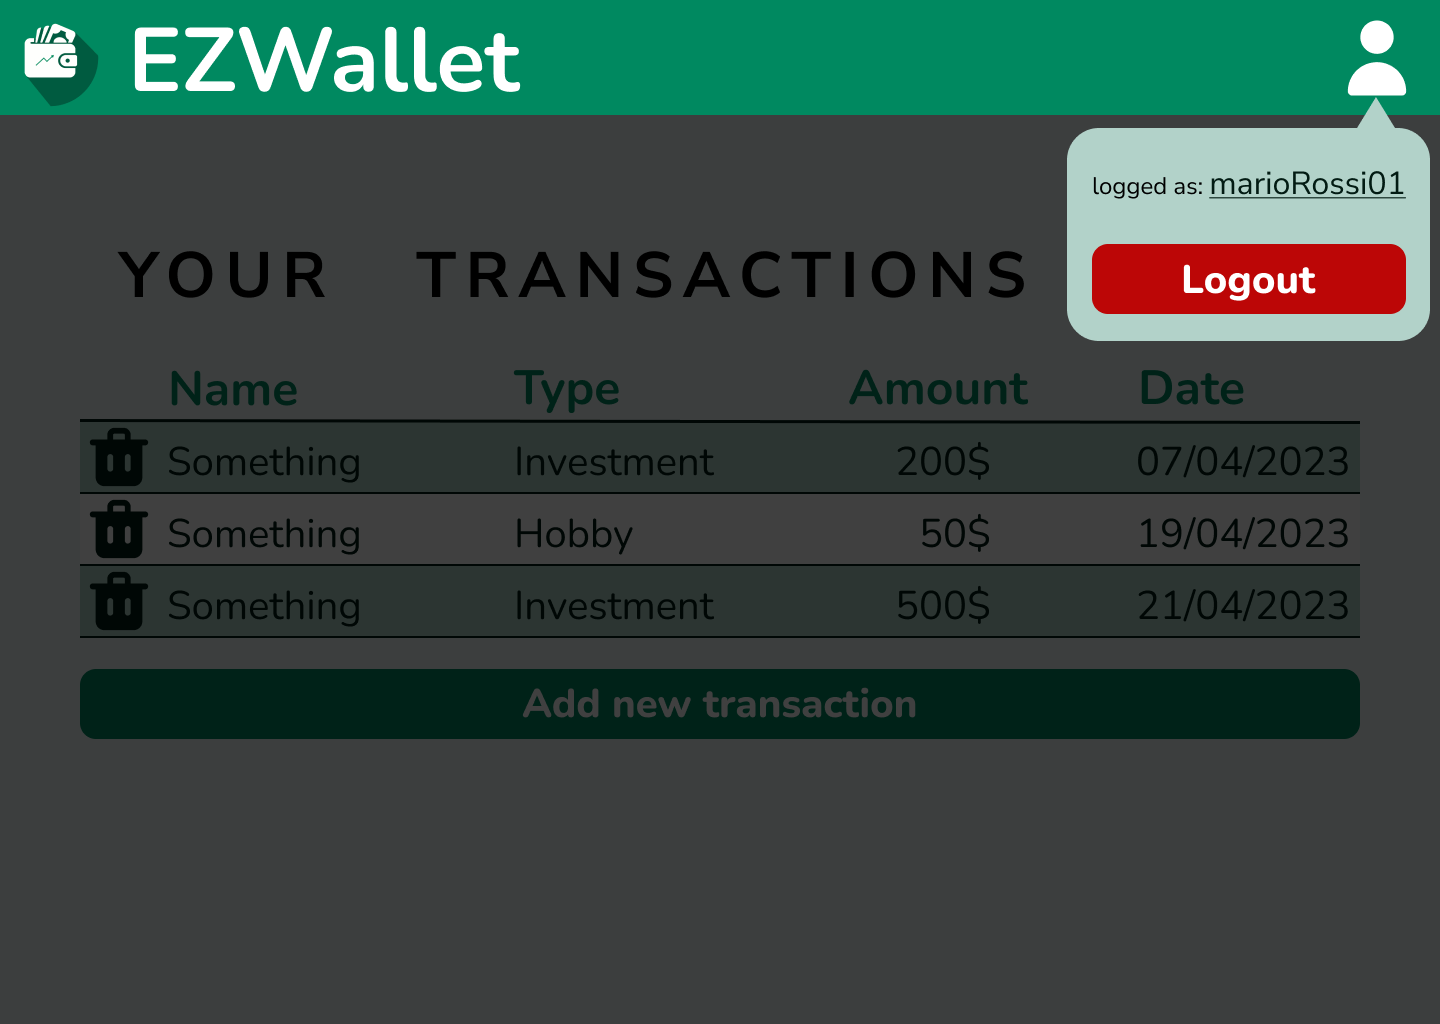 EZWallet
logged as: marioRossi01
Logout
YOUR TRANSACTIONS
Name Type Amount Date
Something Investment 200$ 07/04/2023
Something Hobby 50$ 19/04/2023
Something Investment 500$ 21/04/2023
Add new transaction